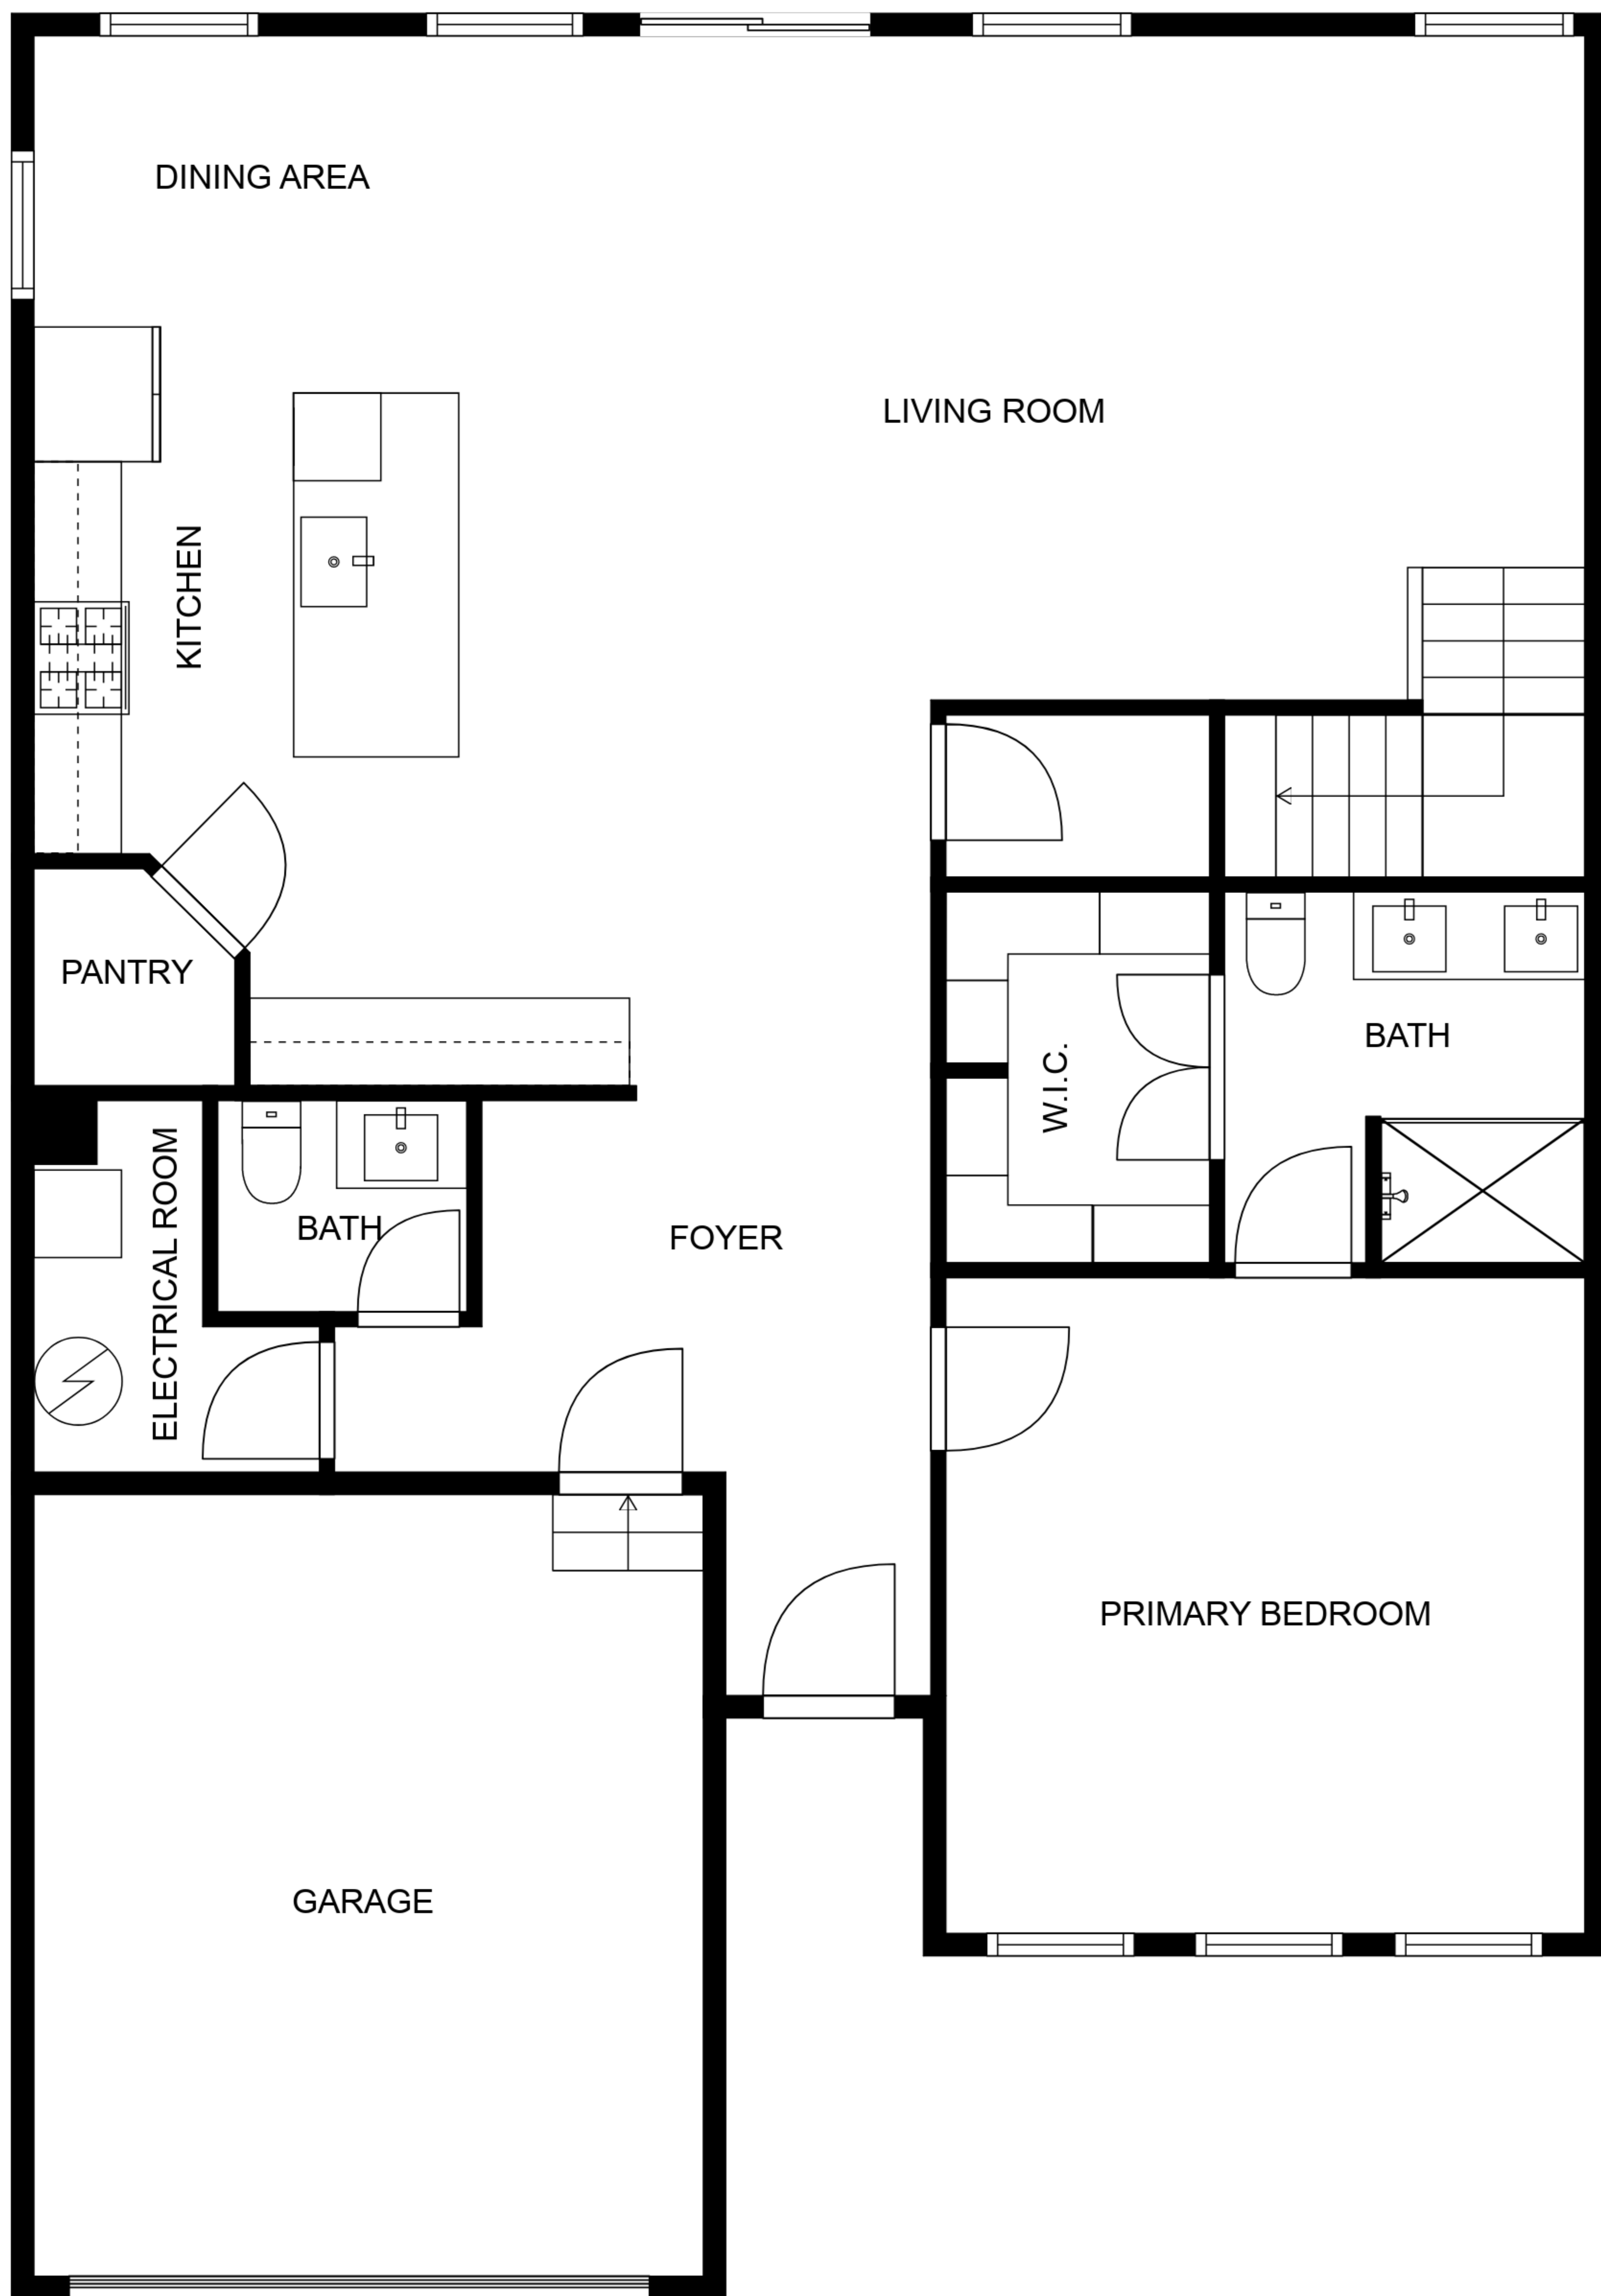 DINING AREA
LIVING ROOM
KITCHEN
PANTRY
W.I.C.
BATH
ELECTRICAL ROOM
BATH
FOYER
PRIMARY BEDROOM
GARAGE